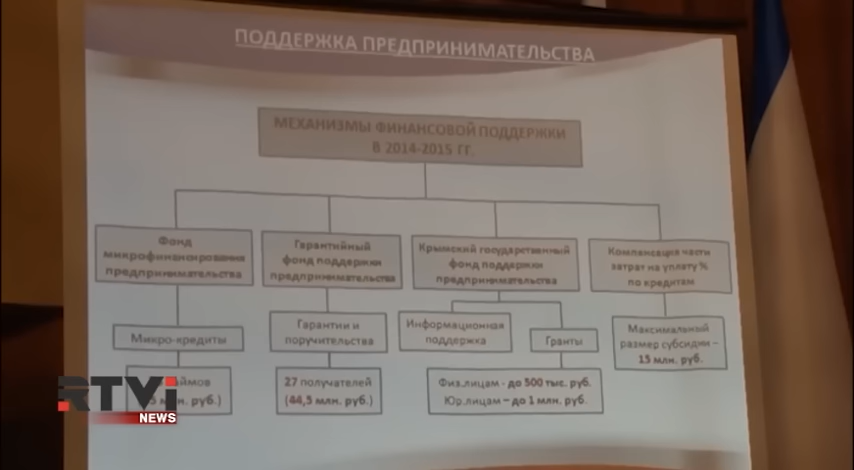 ПОДДЕРЖКА ПРЕДПРИНИМАТЕЛЬСТВА
МЕХАНИЗМЫ ФИНАНСОВОЙ ПОДДЕРЖКИ
В 2014-2015 ГГ.
Фонд
микрофинансирования
предпринимательства
Гарантийный
фонд поддержки
предпринимательства
Крымский государственный
фонд поддержки
предпринимательства
Компенсация части
затрат на уплату %
по кредитам
Микро-кредиты
Гарантии и
поручительства
Информационная
поддержка
Гранты
Максимальный
размер субсидии –
15 млн. руб.
млн. руб.)
27 получателей
(44,5 млн. руб.)
Физ.лицам - до 500 тыс. руб.
Юр.лицам – до 1 млн. руб.
RTVi
NEWS